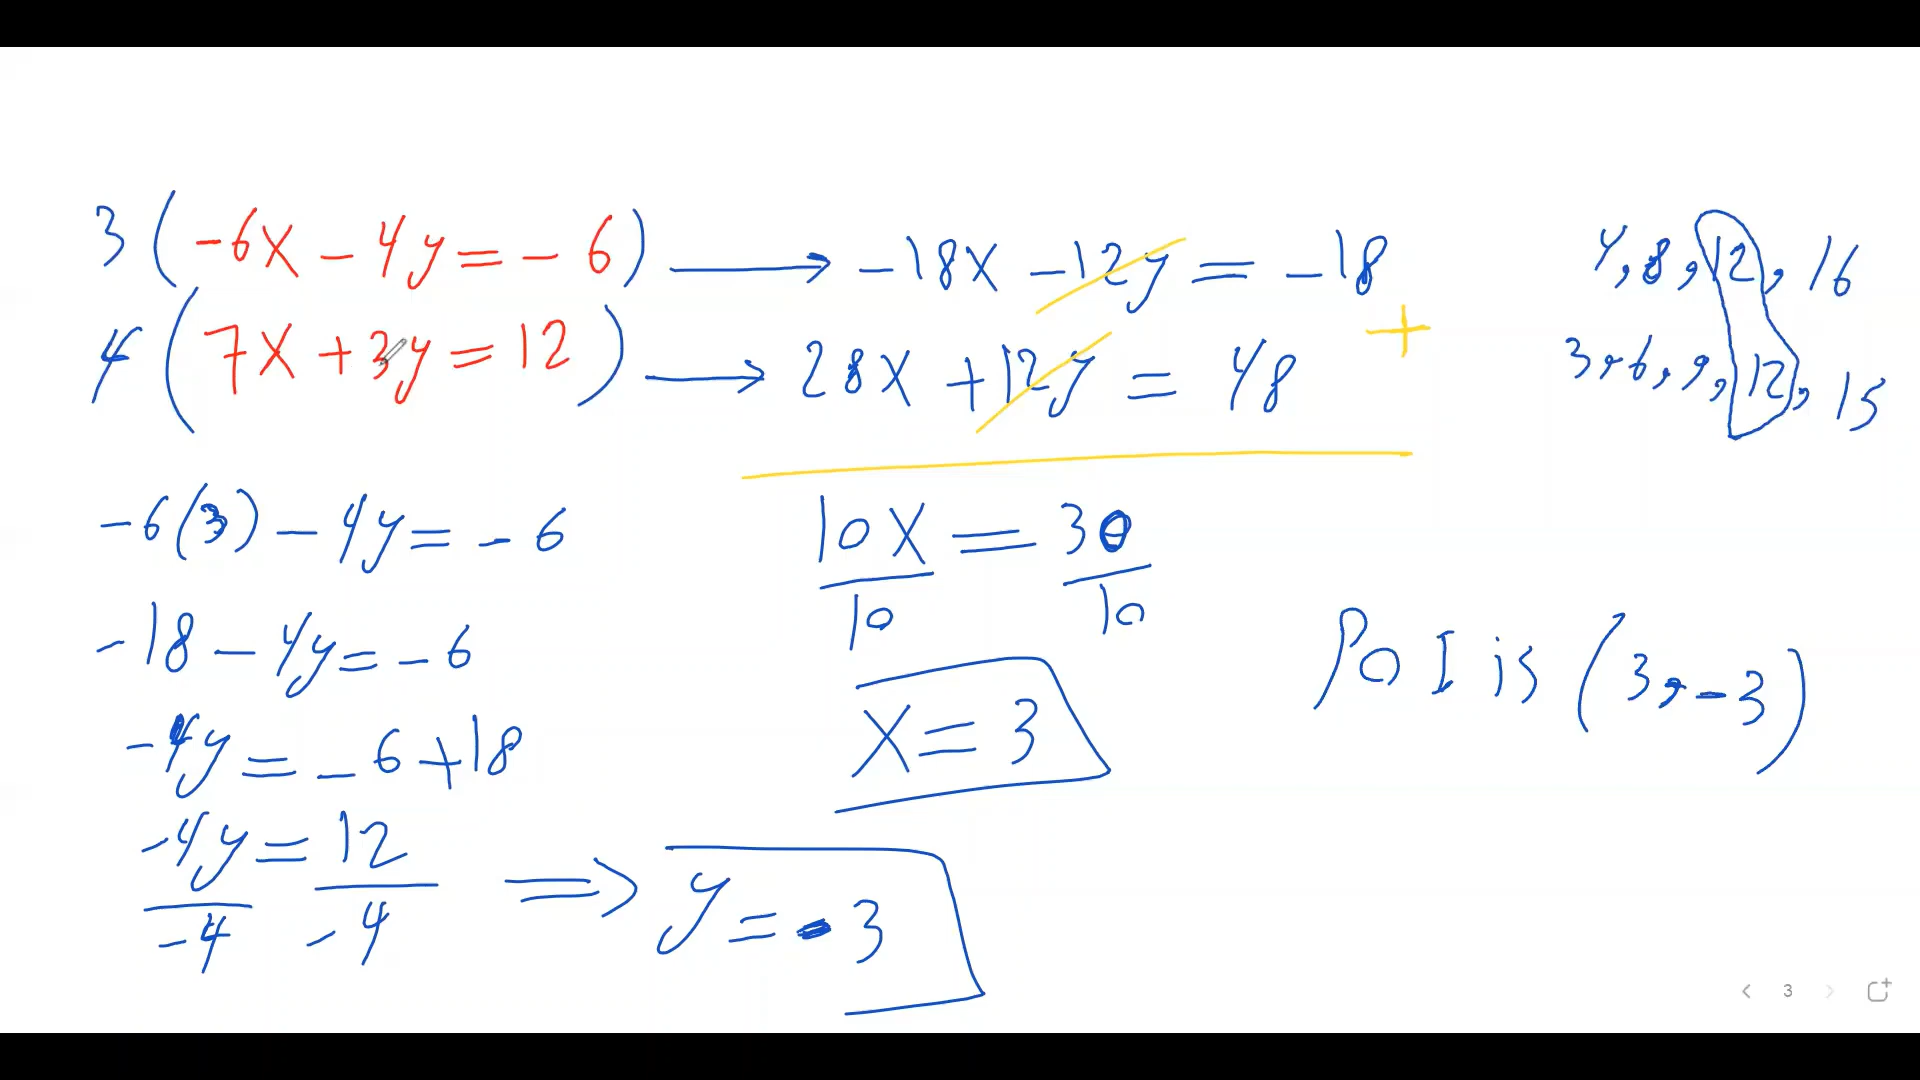 3(-6x - 4y = -6) → -18x - 12y = -18
4(7x + 3y = 12) → 28x + 12y = 48
+
4, 8, 12, 16
3, 6, 9, 12, 15
10x/10 = 30/10
x = 3
-6(3) - 4y = -6
-18 - 4y = -6
-4y = -6 + 18
-4y/-4 = 12/-4 ⇒ y = -3
POI is (3, -3)
3